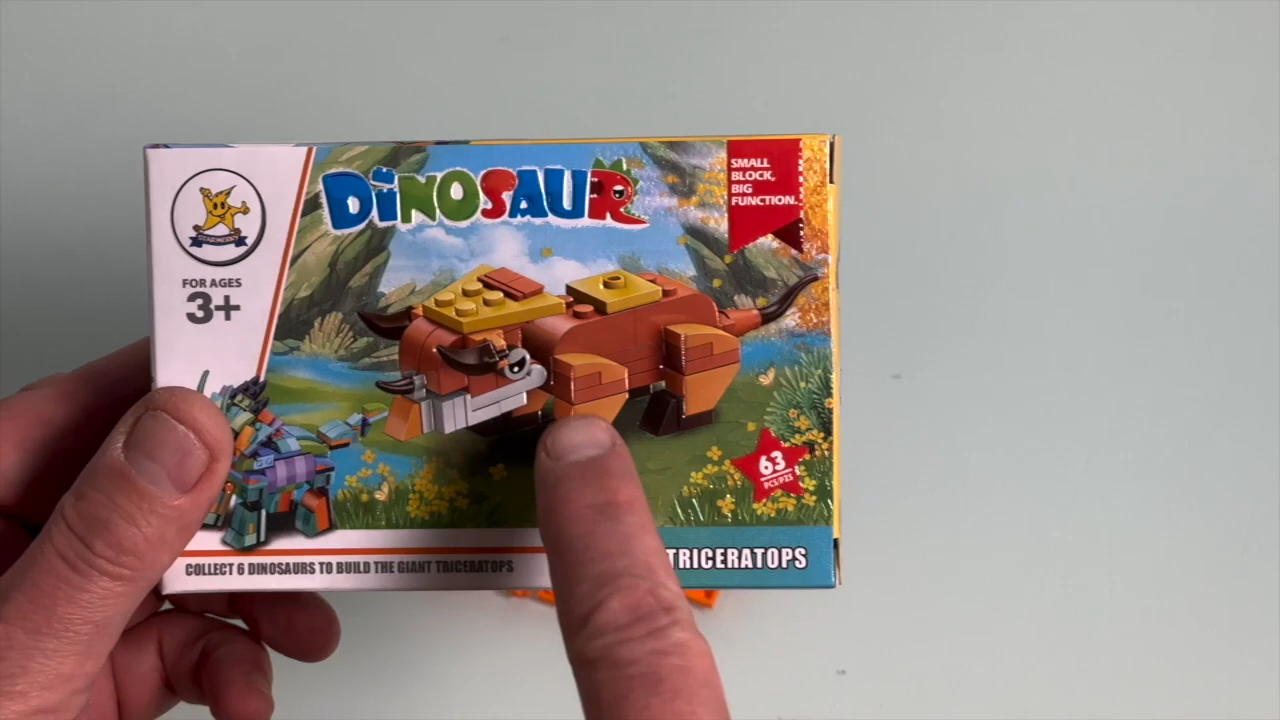 STARMERRY
FOR AGES
3+
DINOSAUR
SMALL
BLOCK,
BIG
FUNCTION.
63
PCS/PZS
TRICERATOPS
COLLECT 6 DINOSAURS TO BUILD THE GIANT TRICERATOPS